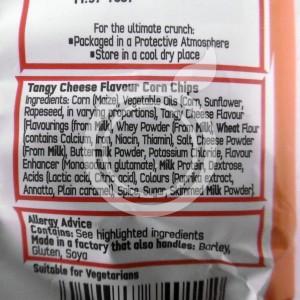 For the ultimate crunch:
▪Packaged in a Protective Atmosphere
▪Store in a cool dry place
Tangy Cheese Flavour Corn Chips
Ingredients: Corn (Maize), Vegetable Oils (Corn, Sunflower,
Rapeseed, in varying proportions), Tangy Cheese Flavour
[Flavourings (from Milk), Whey Powder (From Milk), Wheat Flour
(contains Calcium, Iron, Niacin, Thiamin), Salt, Cheese Powder
(From Milk), Buttermilk Powder, Potassium Chloride, Flavour
Enhancer (Monosodium glutamate), Milk Protein, Dextrose,
Acids (Lactic acid, Citric acid), Colours (Paprika extract,
Annatto, Plain caramel), Spice, Sugar, Skimmed Milk Powder].
Allergy Advice
Contains: See highlighted ingredients
Made in a factory that also handles: Barley,
Gluten, Soya
Suitable for Vegetarians